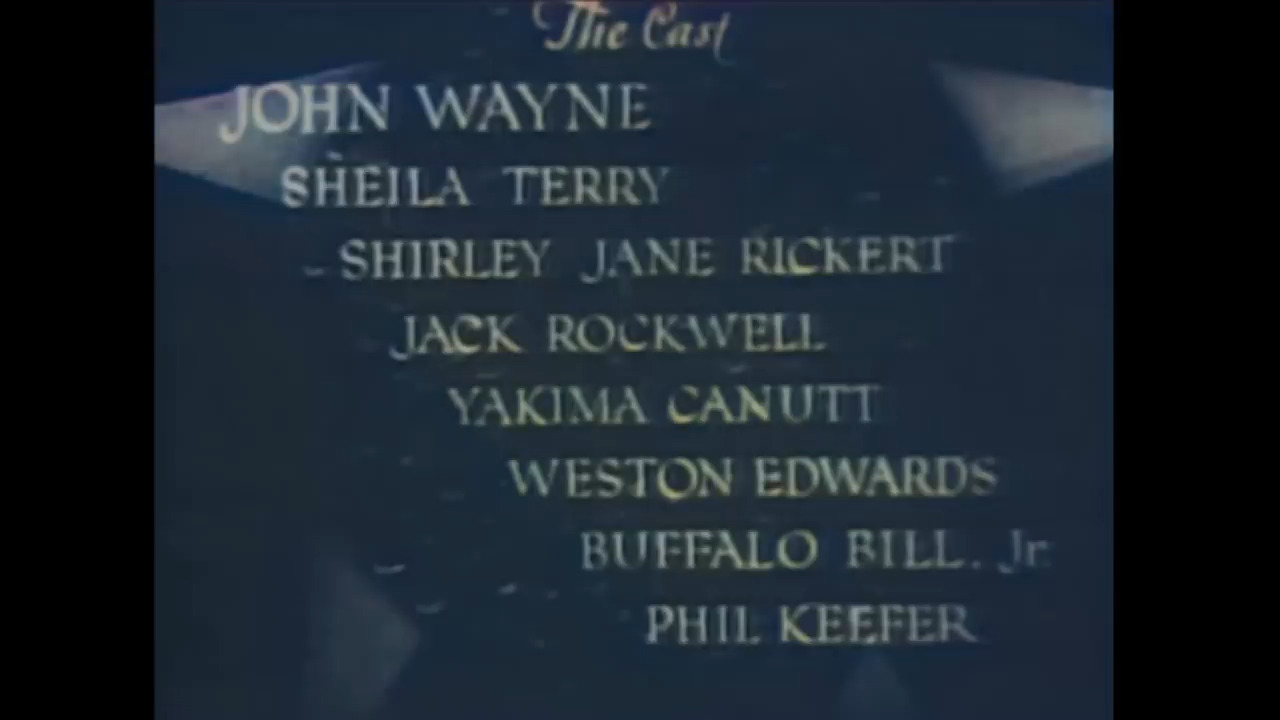 The Cast
JOHN WAYNE
SHEILA TERRY
SHIRLEY JANE RICKERT
JACK ROCKWELL
YAKIMA CANUTT
WESTON EDWARDS
BUFFALO BILL. Jr.
PHIL KEEFER